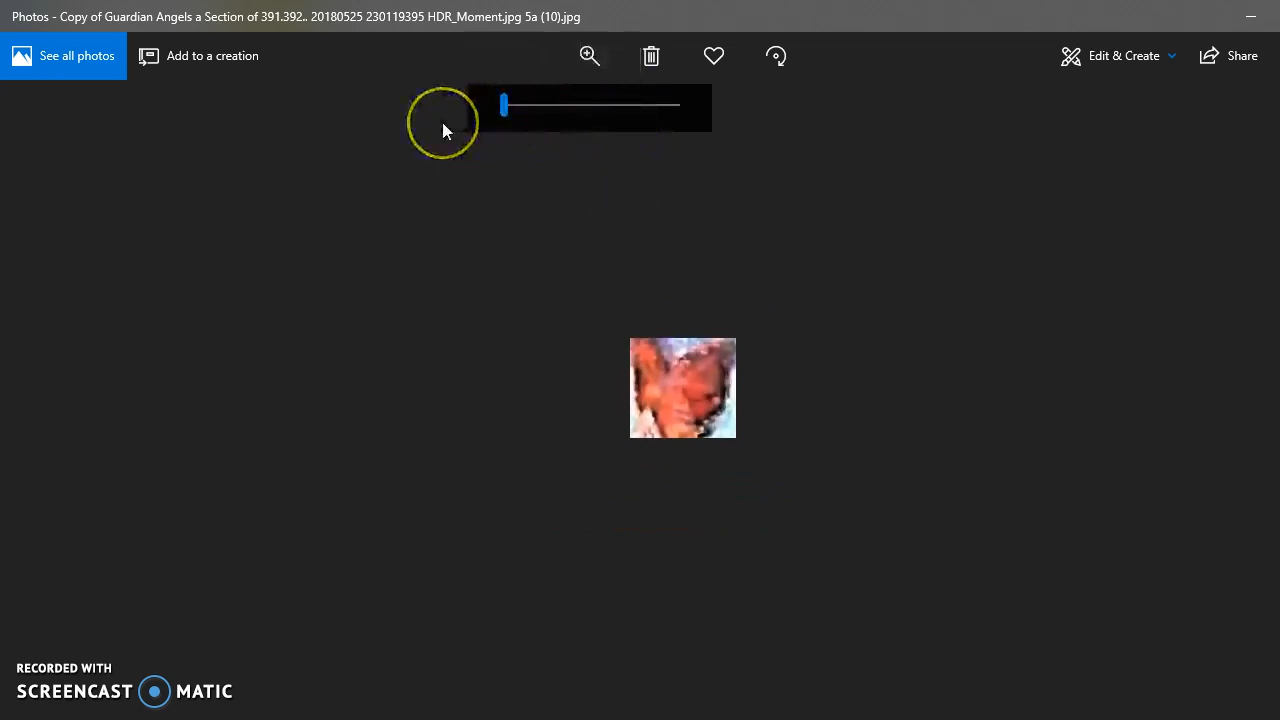 Photos - Copy of Guardian Angels a Section of 391.392.. 20180525 230119395 HDR_Moment.jpg 5a (10).jpg
See all photos
Add to a creation
Edit & Create
Share
RECORDED WITH
SCREENCAST MATIC